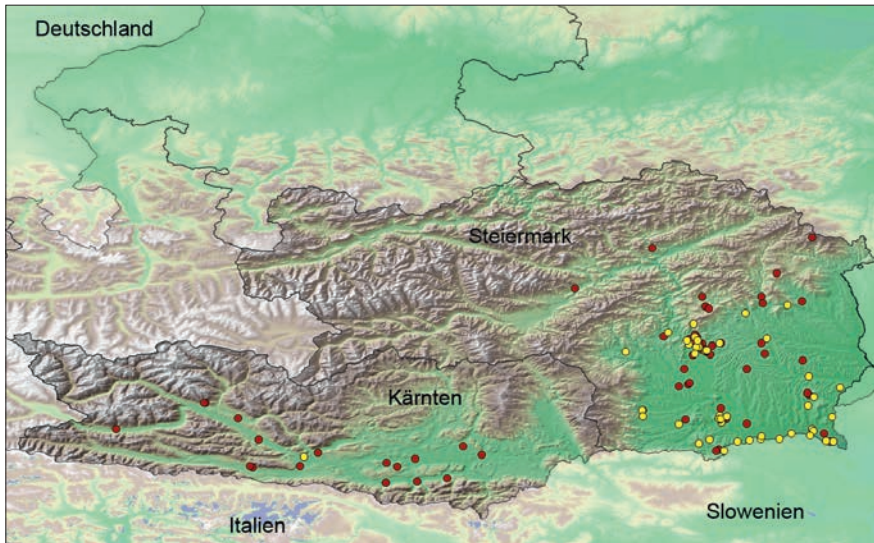 Deutschland
Steiermark
Kärnten
Italien
Slowenien